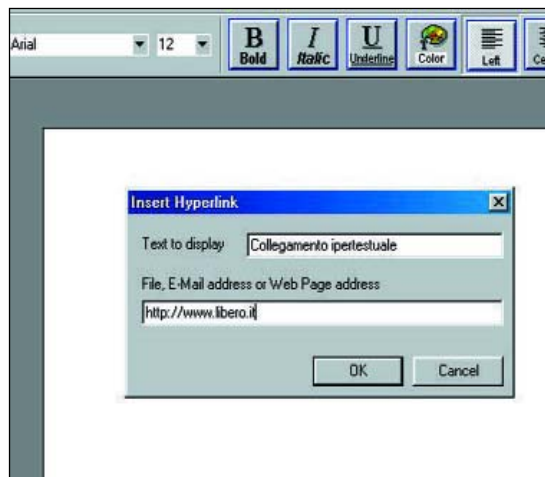 Arial 12 B Bold I Italic U Underline Color Left
Insert Hyperlink
Text to display Collegamento ipertestuale
File, E-Mail address or Web Page address
http://www.libero.it
OK Cancel